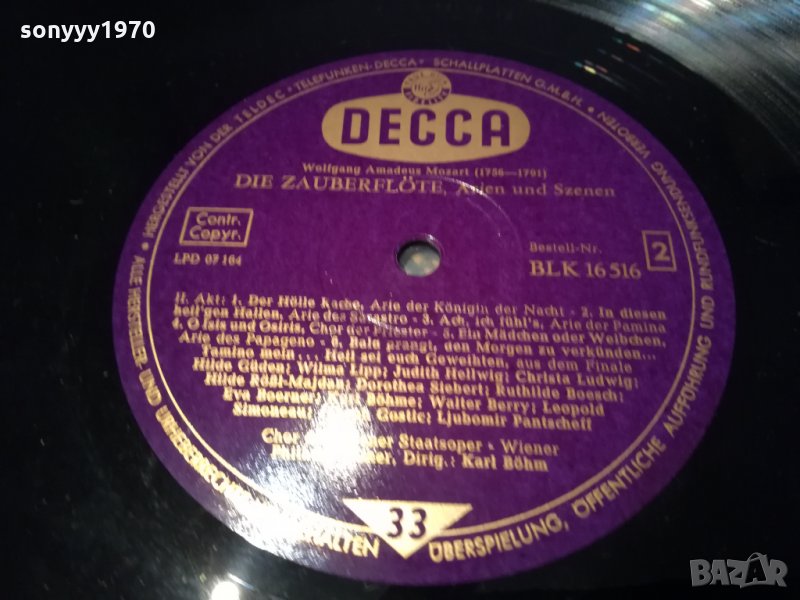 sonyyy1970
HERGESTELLT VON DER TELDEC • TELEFUNKEN-DECCA • SCHALLPLATTEN G.M.B.H. •
DECCA
Wolfgang Amadeus Mozart (1756—1791)
DIE ZAUBERFLÖTE, Arien und Szenen
Contr.
Copyr.
LPD 07 164
Bestell-Nr.
BLK 16 516
2
II. Akt: 1. Der Hölle Rache, Arie der Königin der Nacht - 2. In diesen
heil'gen Hallen, Arie des Sarastro - 3. Ach, ich fühl's, Arie der Pamina
4. O Isis und Osiris, Chor der Priester - 5. Ein Mädchen oder Weibchen,
Arie des Papageno - 6. Bald prangt, den Morgen zu verkünden...
Tamino mein... Heil sei euch Geweihten, aus dem Finale
Hilde Güden; Wilma Lipp; Judith Hellwig; Christa Ludwig;
Hilde Rößl-Majdan; Dorothea Siebert; Ruthilde Boesch;
Eva Boerner; Kurt Böhme; Walter Berry; Leopold
Simoneau; Gostic; Ljubomir Pantscheff
Chor Wiener Staatsoper - Wiener
Dirig.: Karl Böhm
33
• ALLE HERSTELLER- UND
ÜBERSPIELUNG, ÖFFENTLICHE AUFFÜHRUNG UND RUNDFUNKSENDUNG VERBOTEN
BAZAR